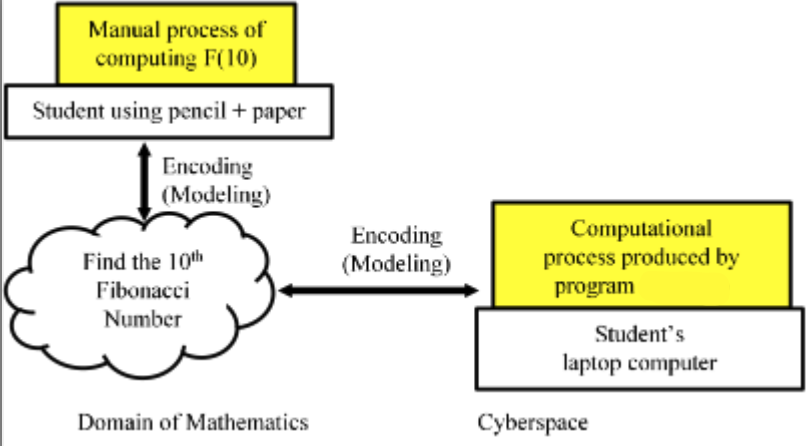 Manual process of
computing F(10)
Student using pencil + paper
Encoding
(Modeling)
Find the 10th
Fibonacci
Number
Encoding
(Modeling)
Computational
process produced by
program
Student's
laptop computer
Domain of Mathematics
Cyberspace